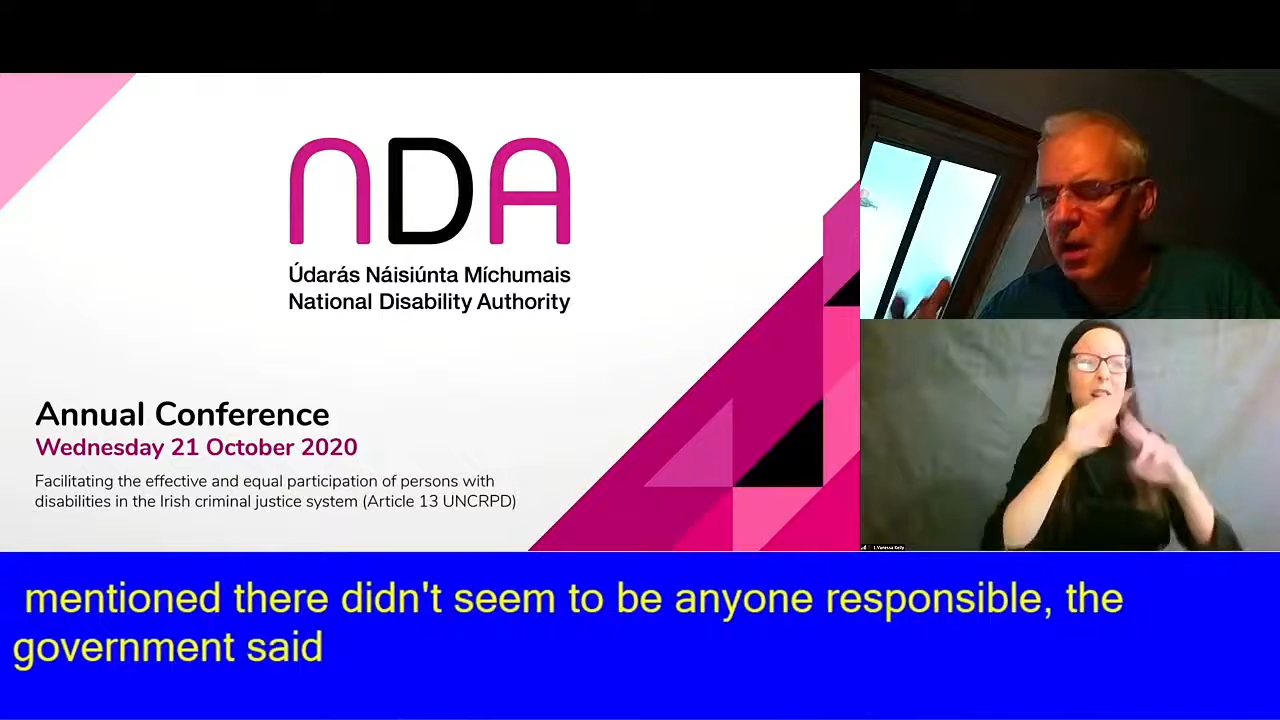 NDA
Údarás Náisiúnta Míchumais
National Disability Authority
Annual Conference
Wednesday 21 October 2020
Facilitating the effective and equal participation of persons with
disabilities in the Irish criminal justice system (Article 13 UNCRPD)
Vanessa Kelly
mentioned there didn't seem to be anyone responsible, the
government said